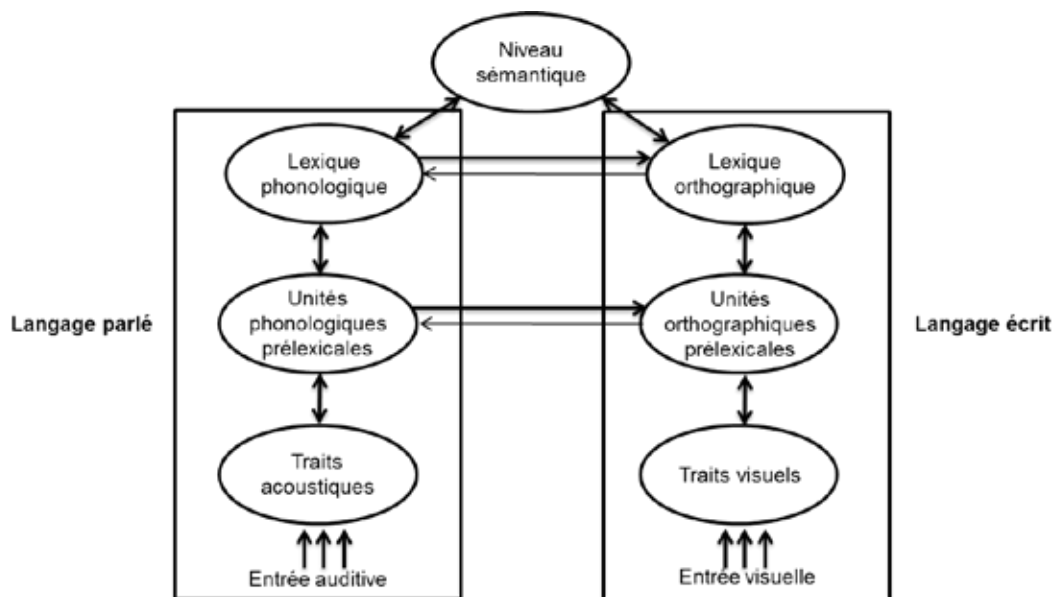 Niveau
sémantique
Lexique
phonologique
Lexique
orthographique
Langage parlé
Unités
phonologiques
prélexicales
Unités
orthographiques
prélexicales
Langage écrit
Traits
acoustiques
Traits visuels
Entrée auditive
Entrée visuelle